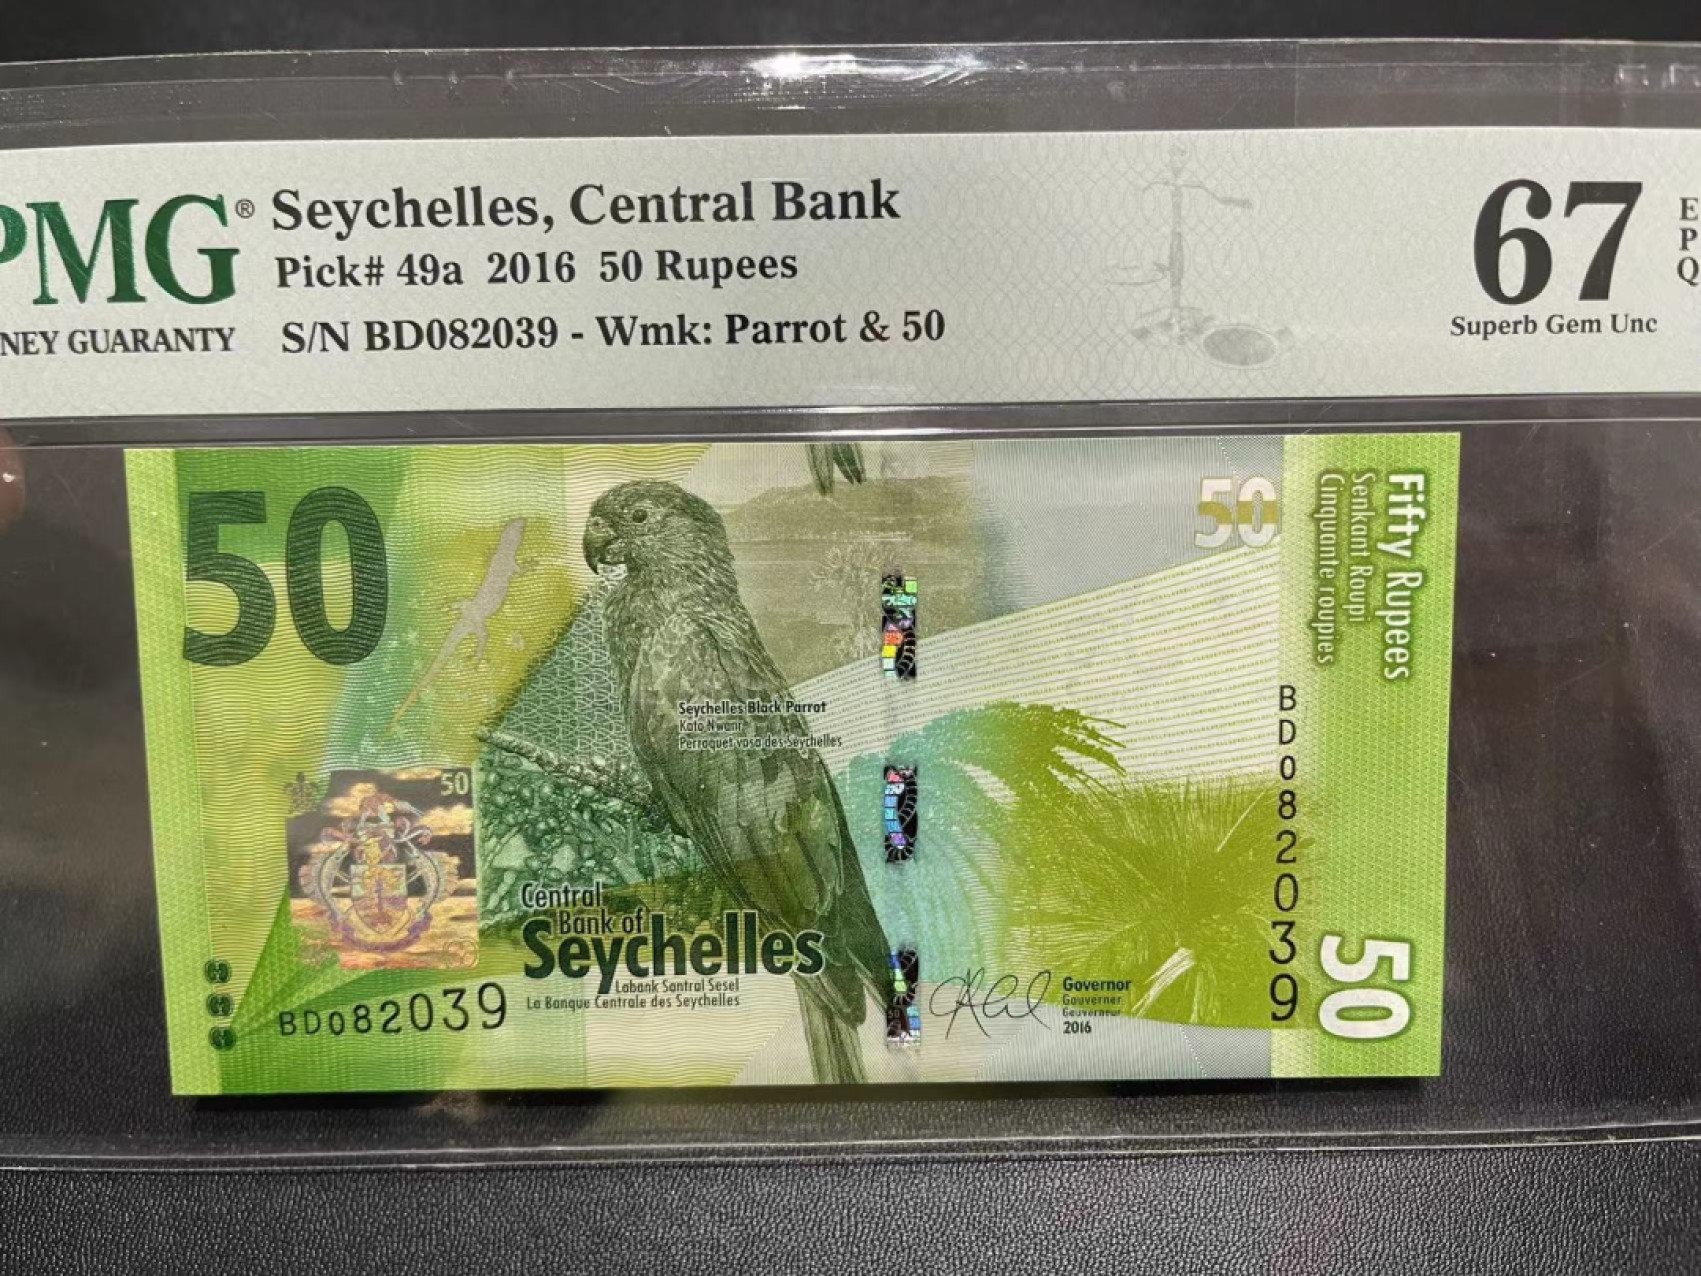 PMG® Seychelles, Central Bank
Pick# 49a 2016 50 Rupees
NEY GUARANTY
S/N BD082039 - Wmk: Parrot & 50
67
E
P
Q
Superb Gem Unc
50
50
Fifty Rupees
Senkant Roupi
Cinquante roupies
Seychelles Black Parrot
Kato Nwanr
Perroquet vasa des Seychelles
50
Central
Bank of
Seychelles
Labank Santral Sesel
La Banque Centrale des Seychelles
BD082039
BD082039
Governor
Gouverner
Gouverneur
2016
50